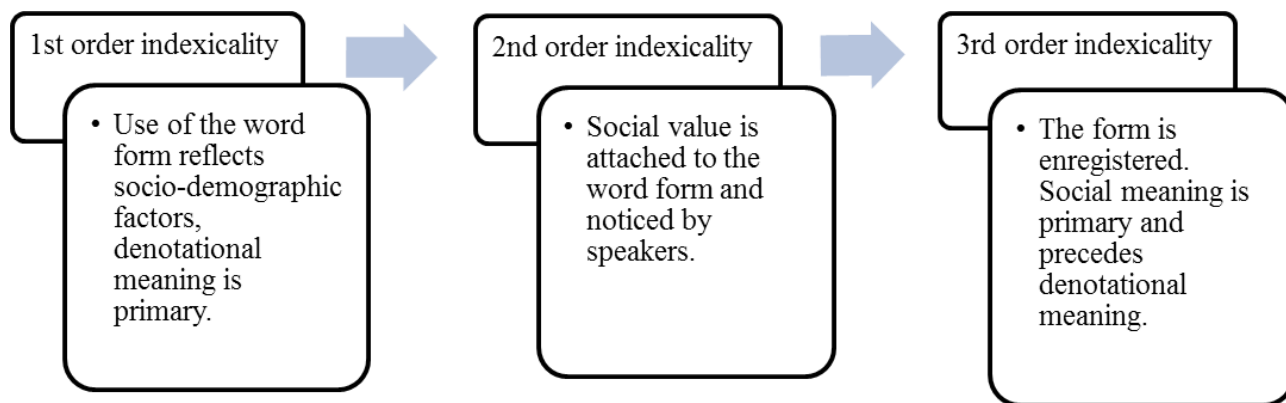 1st order indexicality
• Use of the word
form reflects
socio-demographic
factors,
denotational
meaning is
primary.
2nd order indexicality
• Social value is
attached to the
word form and
noticed by
speakers.
3rd order indexicality
• The form is
enregistered.
Social meaning is
primary and
precedes
denotational
meaning.